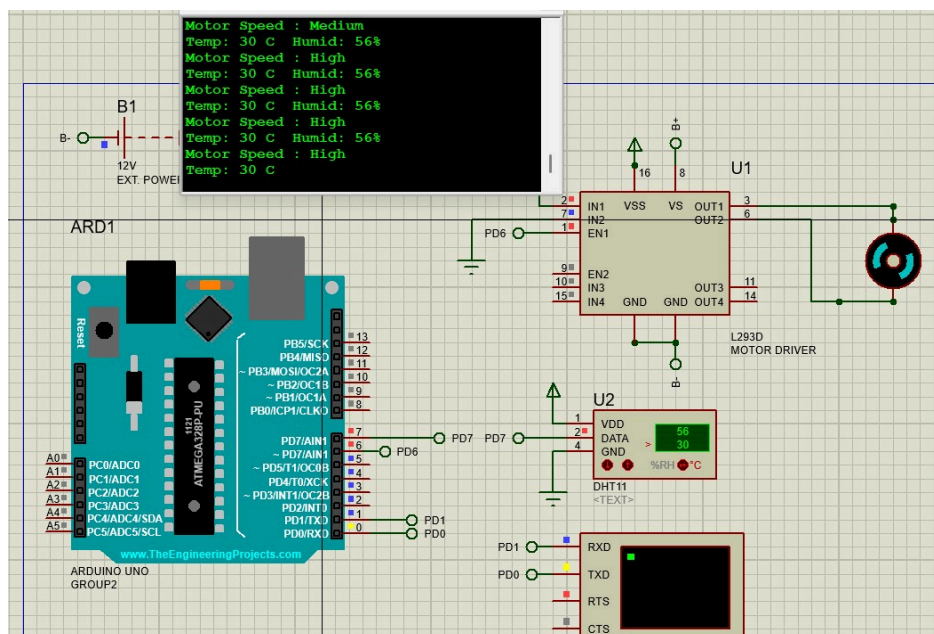 Motor Speed : Medium
Temp: 30 C  Humid: 56%
Motor Speed : High
Temp: 30 C  Humid: 56%
Motor Speed : High
Temp: 30 C  Humid: 56%
Motor Speed : High
Temp: 30 C  Humid: 56%
Motor Speed : High
Temp: 30 C
B1
B-
12V
EXT. POWE
ARD1
Reset
1121
ATMEGA328P-PU
PB5/SCK 13
PB4/MISO 12
~ PB3/MOSI/OC2A 11
~ PB2/OC1B 10
~ PB1/OC1A 9
PB0/ICP1/CLKO 8
PD7/AIN1 7
~ PD7/AIN1 6
~ PD5/T1/OC0B 5
PD4/T0/XCK 4
~ PD3/INT1/OC2B 3
PD2/INT0 2
PD1/TXD 1
PD0/RXD 0
PD7
PD6
PD1
PD0
A0 PC0/ADC0
A1 PC1/ADC1
A2 PC2/ADC2
A3 PC3/ADC3
A4 PC4/ADC4/SDA
A5 PC5/ADC5/SCL
www.TheEngineeringProjects.com
ARDUINO UNO
GROUP2
B+
U1
16 8
VSS VS
2 IN1 OUT1 3
7 IN2 OUT2 6
PD6 1 EN1
9 EN2
10 IN3 OUT3 11
15 IN4 OUT4 14
GND GND
L293D
MOTOR DRIVER
B-
U2
1 VDD
PD7 2 DATA
4 GND
56
> 30
%RH °C
DHT11
<TEXT>
PD1 RXD
PD0 TXD
RTS
CTS